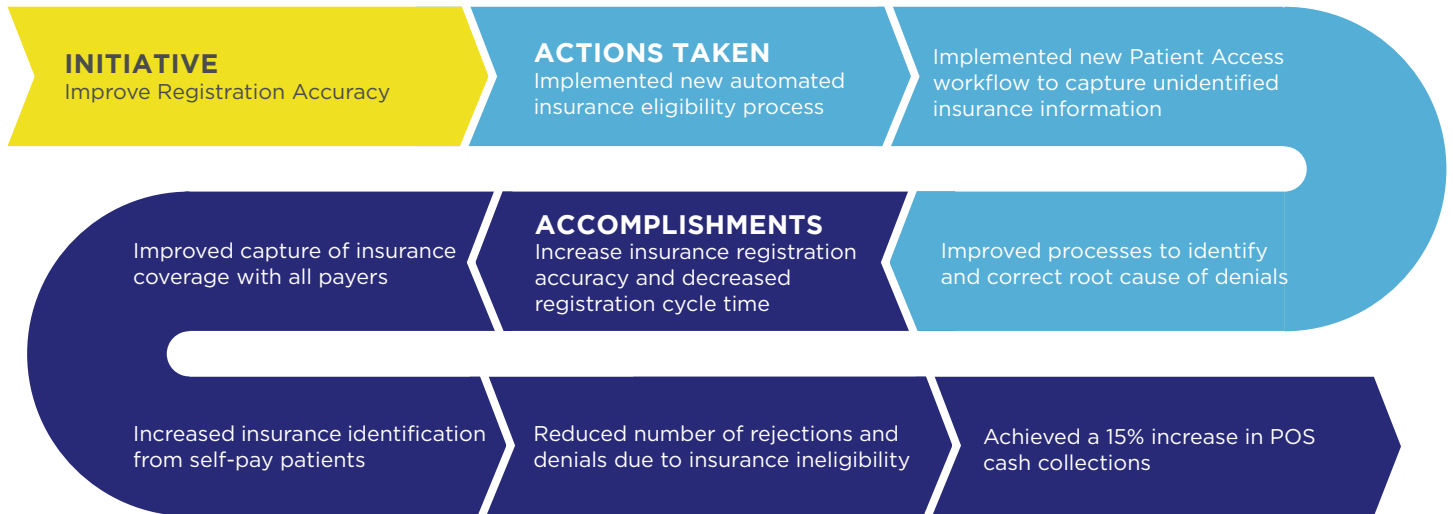 INITIATIVE
Improve Registration Accuracy
ACTIONS TAKEN
Implemented new automated
insurance eligibility process
Implemented new Patient Access
workflow to capture unidentified
insurance information
Improved processes to identify
and correct root cause of denials
ACCOMPLISHMENTS
Increase insurance registration
accuracy and decreased
registration cycle time
Improved capture of insurance
coverage with all payers
Increased insurance identification
from self-pay patients
Reduced number of rejections and
denials due to insurance ineligibility
Achieved a 15% increase in POS
cash collections